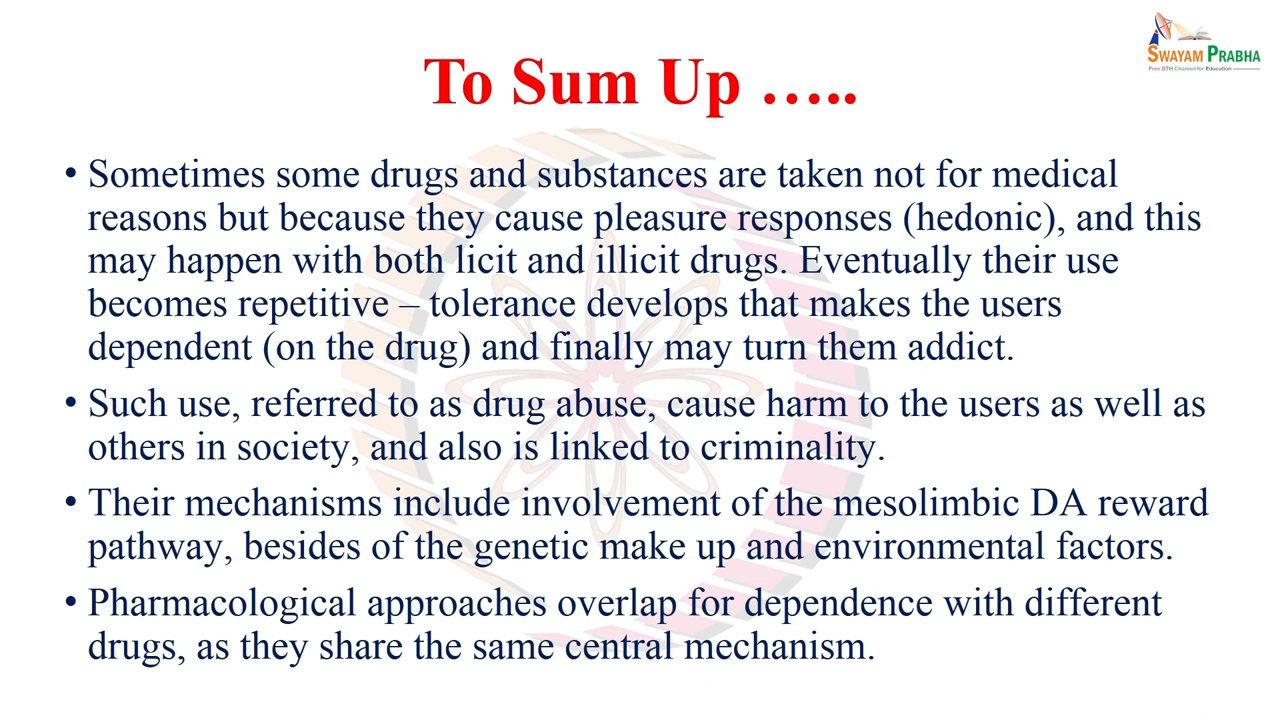 SWAYAM PRABHA
Free DTH Channel for Education
To Sum Up …..
• Sometimes some drugs and substances are taken not for medical
reasons but because they cause pleasure responses (hedonic), and this
may happen with both licit and illicit drugs. Eventually their use
becomes repetitive – tolerance develops that makes the users
dependent (on the drug) and finally may turn them addict.
• Such use, referred to as drug abuse, cause harm to the users as well as
others in society, and also is linked to criminality.
• Their mechanisms include involvement of the mesolimbic DA reward
pathway, besides of the genetic make up and environmental factors.
• Pharmacological approaches overlap for dependence with different
drugs, as they share the same central mechanism.